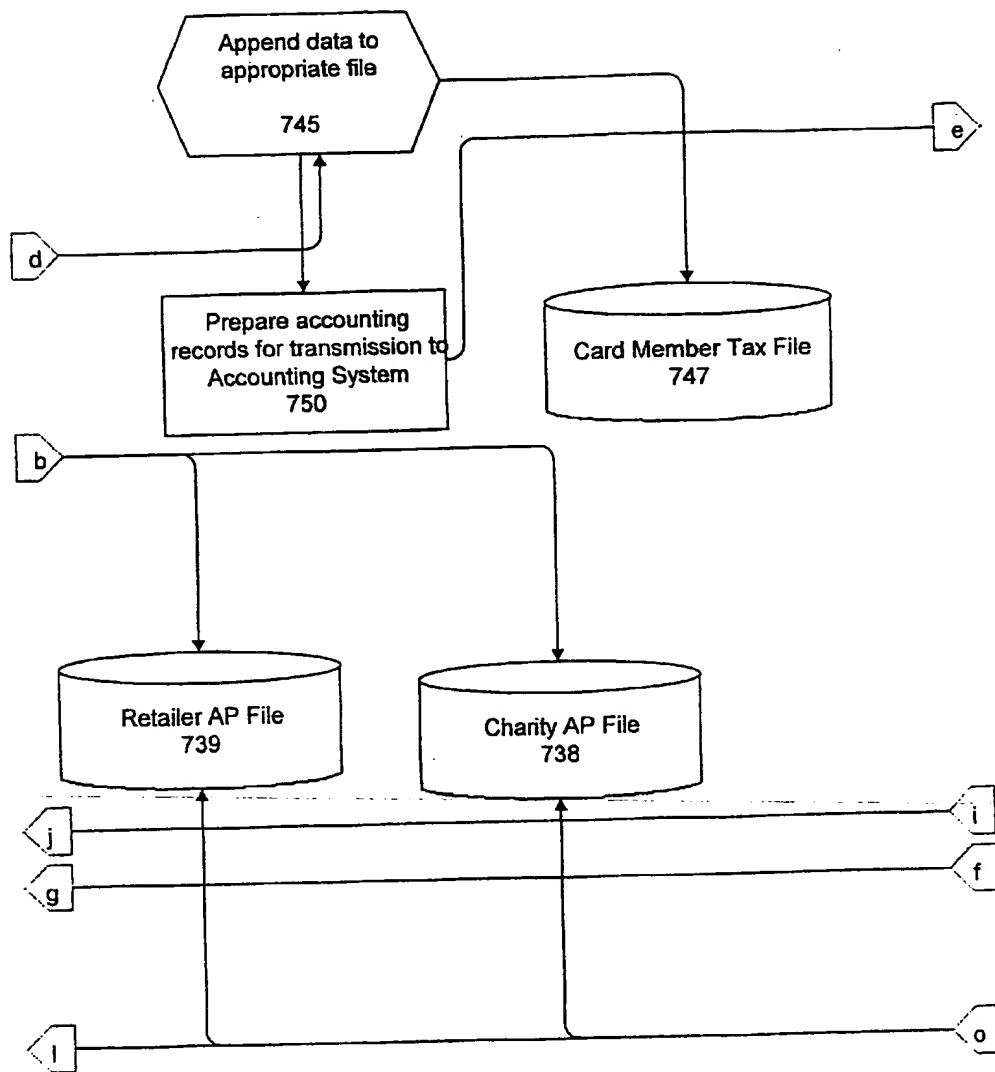 Append data to
appropriate file
745
e
d
Prepare accounting
records for transmission to
Accounting System
750
Card Member Tax File
747
b
Retailer AP File
739
Charity AP File
738
j
i
g
f
l
o